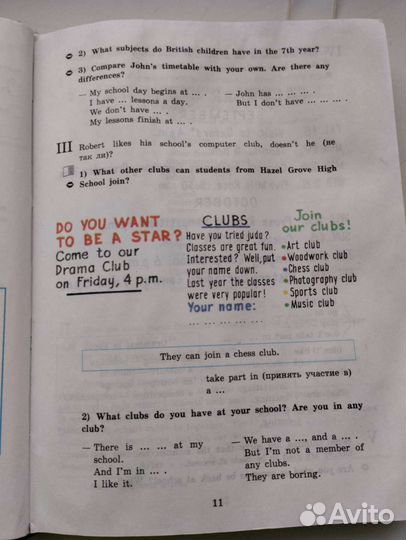 2) What subjects do British children have in the 7th year?
3) Compare John's timetable with your own. Are there any
differences?
— My school day begins at ... .
I have ... lessons a day.
We don't have ... .
My lessons finish at ... .
— John has ... ... ... .
But I don't have ... ... ... .
III Robert likes his school's computer club, doesn't he (не
так ли)?
1) What other clubs can students from Hazel Grove High
School join?
DO YOU WANT
TO BE A STAR?
Come to our
Drama Club
on Friday, 4 p.m.
CLUBS
Have you tried judo?
Classes are great fun.
Interested? Well, put
your name down.
Last year the classes
were very popular!
Your name:
... ... ... ... ...
Join
our clubs!
•Art club
•Woodwork club
•Chess club
•Photography club
•Sports club
•Music club
They can join a chess club.
take part in (принять участие в)
a ...
2) What clubs do you have at your school? Are you in any
club?
— There is ... ... at my
school.
And I'm in ... .
I like it.
— We have a ..., and a ... .
But I'm not a member of
any clubs.
They are boring.
11
Avito